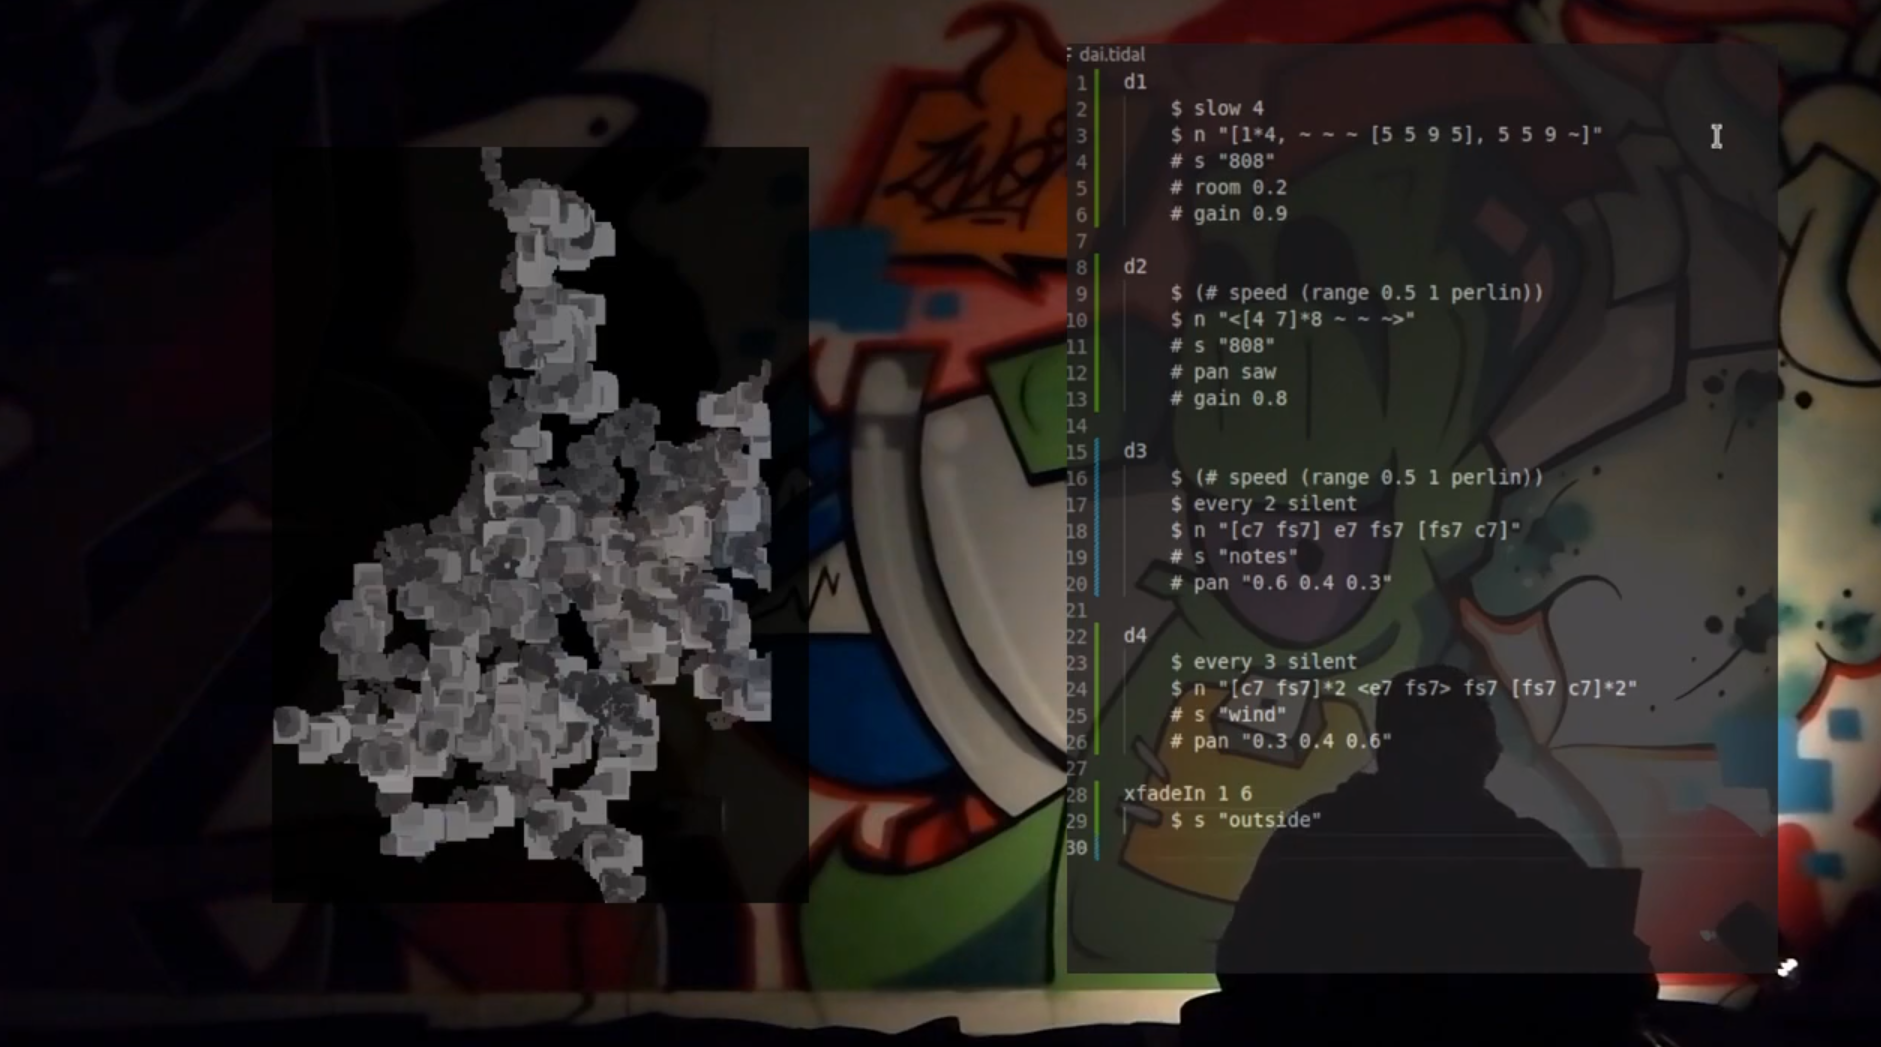 dai.tidal
1 d1
2 $ slow 4
3 $ n "[1*4, ~ ~ ~ [5 5 9 5], 5 5 9 ~]"
4 # s "808"
5 # room 0.2
6 # gain 0.9
7
8 d2
9 $ (# speed (range 0.5 1 perlin))
10 $ n "<[4 7]*8 ~ ~ ~>"
11 # s "808"
12 # pan saw
13 # gain 0.8
14
15 d3
16 $ (# speed (range 0.5 1 perlin))
17 $ every 2 silent
18 $ n "[c7 fs7] e7 fs7 [fs7 c7]"
19 # s "notes"
20 # pan "0.6 0.4 0.3"
21
22 d4
23 $ every 3 silent
24 $ n "[c7 fs7]*2 <e7 fs7> fs7 [fs7 c7]*2"
25 # s "wind"
26 # pan "0.3 0.4 0.6"
27
28 xfadeIn 1 6
29 $ s "outside"
30